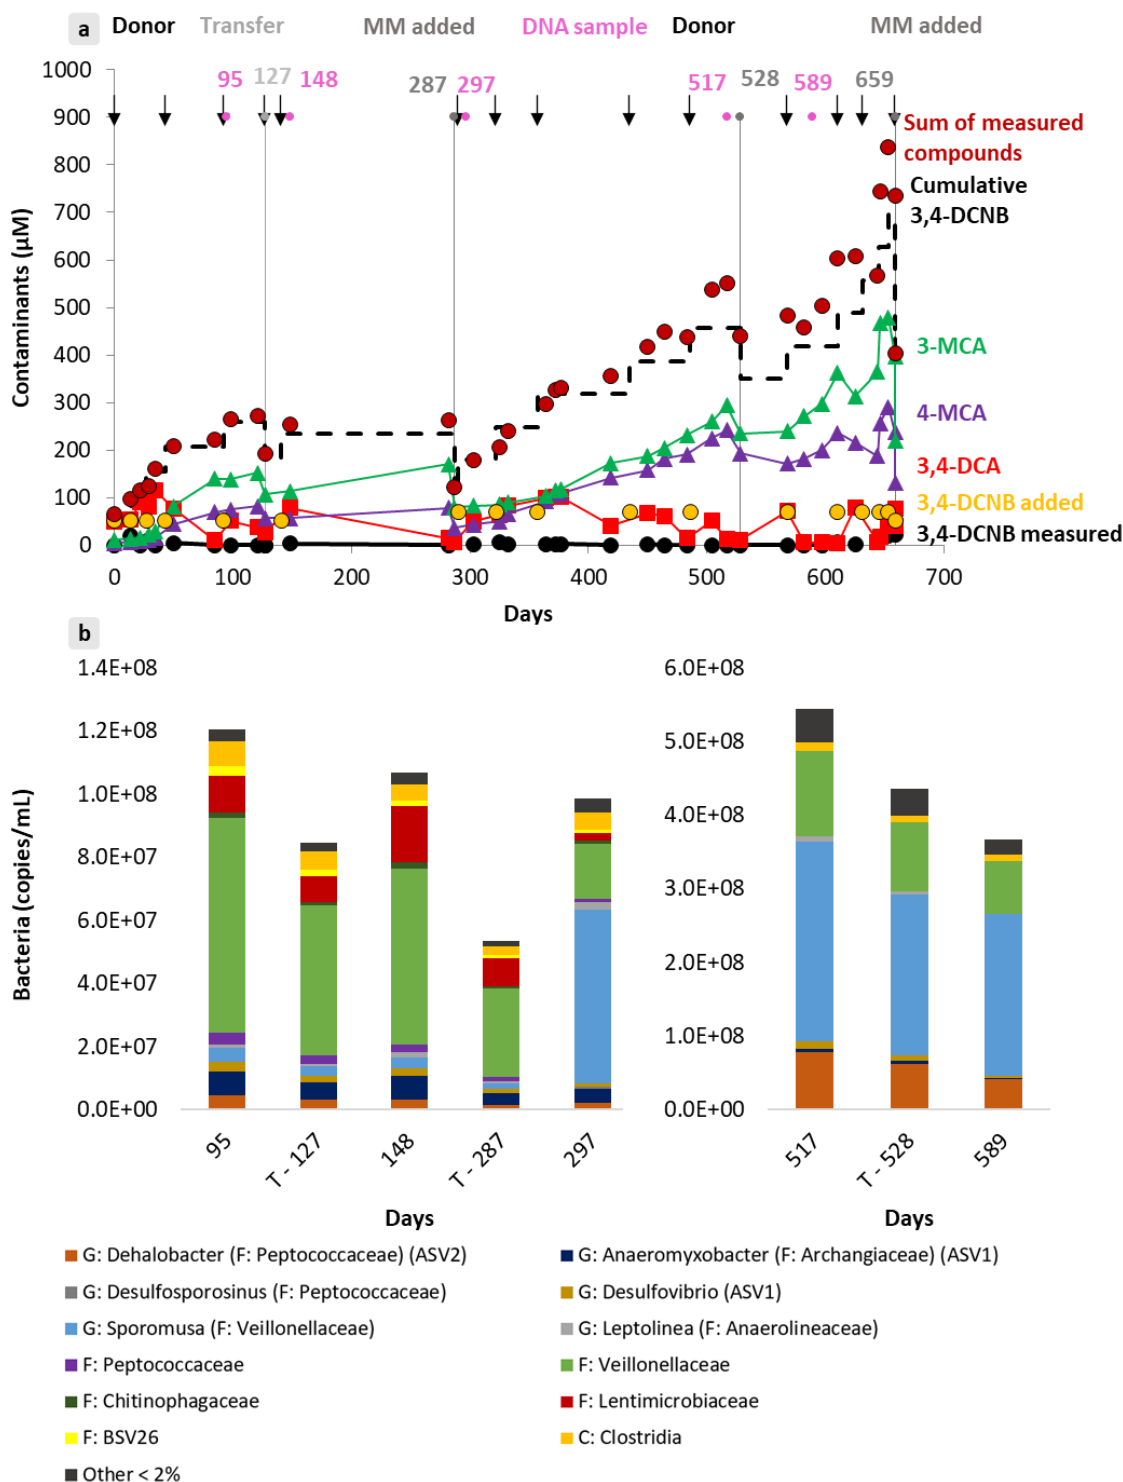 a Donor Transfer MM added DNA sample Donor MM added
1000
900
800
700
600
500
400
300
200
100
0
Contaminants (µM)
95 127 148 287 297 517 528 589 659
Sum of measured
compounds
Cumulative
3,4-DCNB
3-MCA
4-MCA
3,4-DCA
3,4-DCNB added
3,4-DCNB measured
0 100 200 300 400 500 600 700
Days
b
Bacteria (copies/mL)
1.4E+08
1.2E+08
1.0E+08
8.0E+07
6.0E+07
4.0E+07
2.0E+07
0.0E+00
95 T - 127 148 T - 287 297
Days
6.0E+08
5.0E+08
4.0E+08
3.0E+08
2.0E+08
1.0E+08
0.0E+00
517 T - 528 589
Days
G: Dehalobacter (F: Peptococcaceae) (ASV2)
G: Anaeromyxobacter (F: Archangiaceae) (ASV1)
G: Desulfosporosinus (F: Peptococcaceae)
G: Desulfovibrio (ASV1)
G: Sporomusa (F: Veillonellaceae)
G: Leptolinea (F: Anaerolineaceae)
F: Peptococcaceae
F: Veillonellaceae
F: Chitinophagaceae
F: Lentimicrobiaceae
F: BSV26
C: Clostridia
Other < 2%